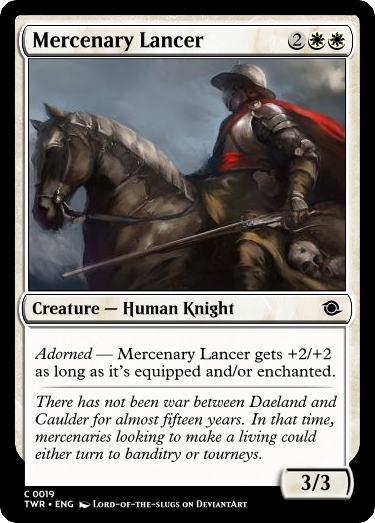 Mercenary Lancer 2
Creature — Human Knight
Adorned — Mercenary Lancer gets +2/+2
as long as it's equipped and/or enchanted.
There has not been war between Daeland and
Caulder for almost fifteen years. In that time,
mercenaries looking to make a living could
either turn to banditry or tourneys.
3/3
C 0019
TWR • ENG Lord-of-the-slugs on DeviantArt